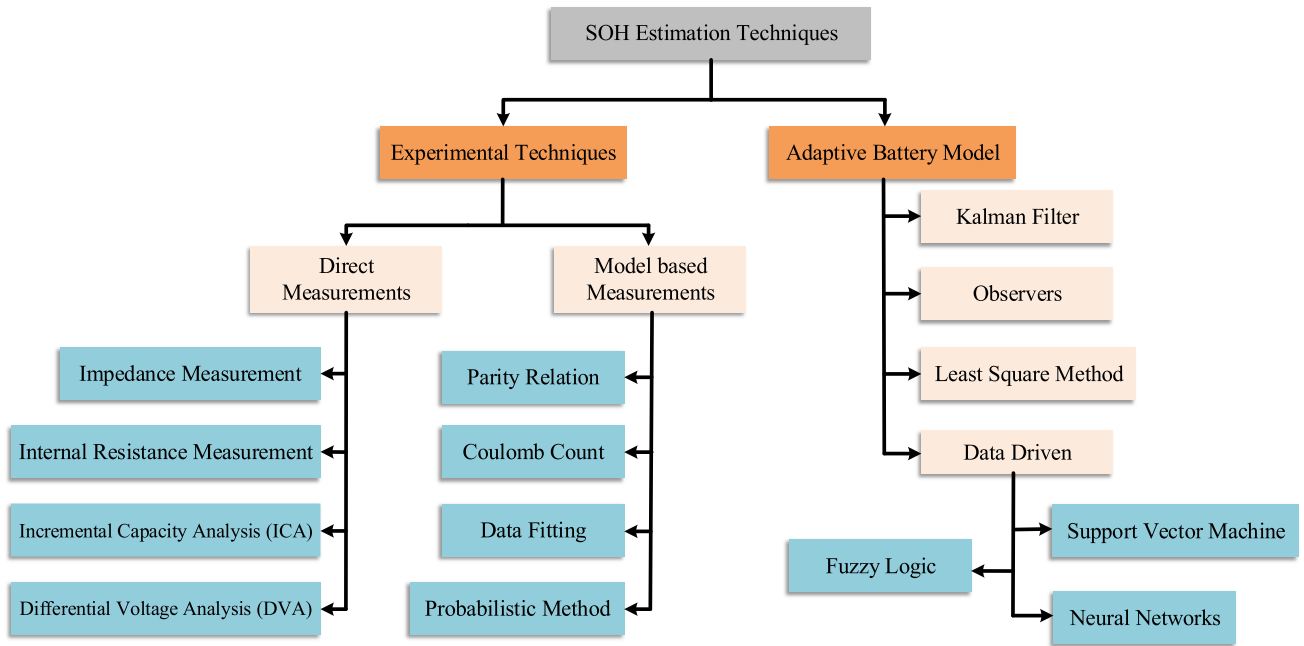 SOH Estimation Techniques
Experimental Techniques
Adaptive Battery Model
Direct
Measurements
Model based
Measurements
Impedance Measurement
Internal Resistance Measurement
Incremental Capacity Analysis (ICA)
Differential Voltage Analysis (DVA)
Parity Relation
Coulomb Count
Data Fitting
Probabilistic Method
Kalman Filter
Observers
Least Square Method
Data Driven
Support Vector Machine
Fuzzy Logic
Neural Networks